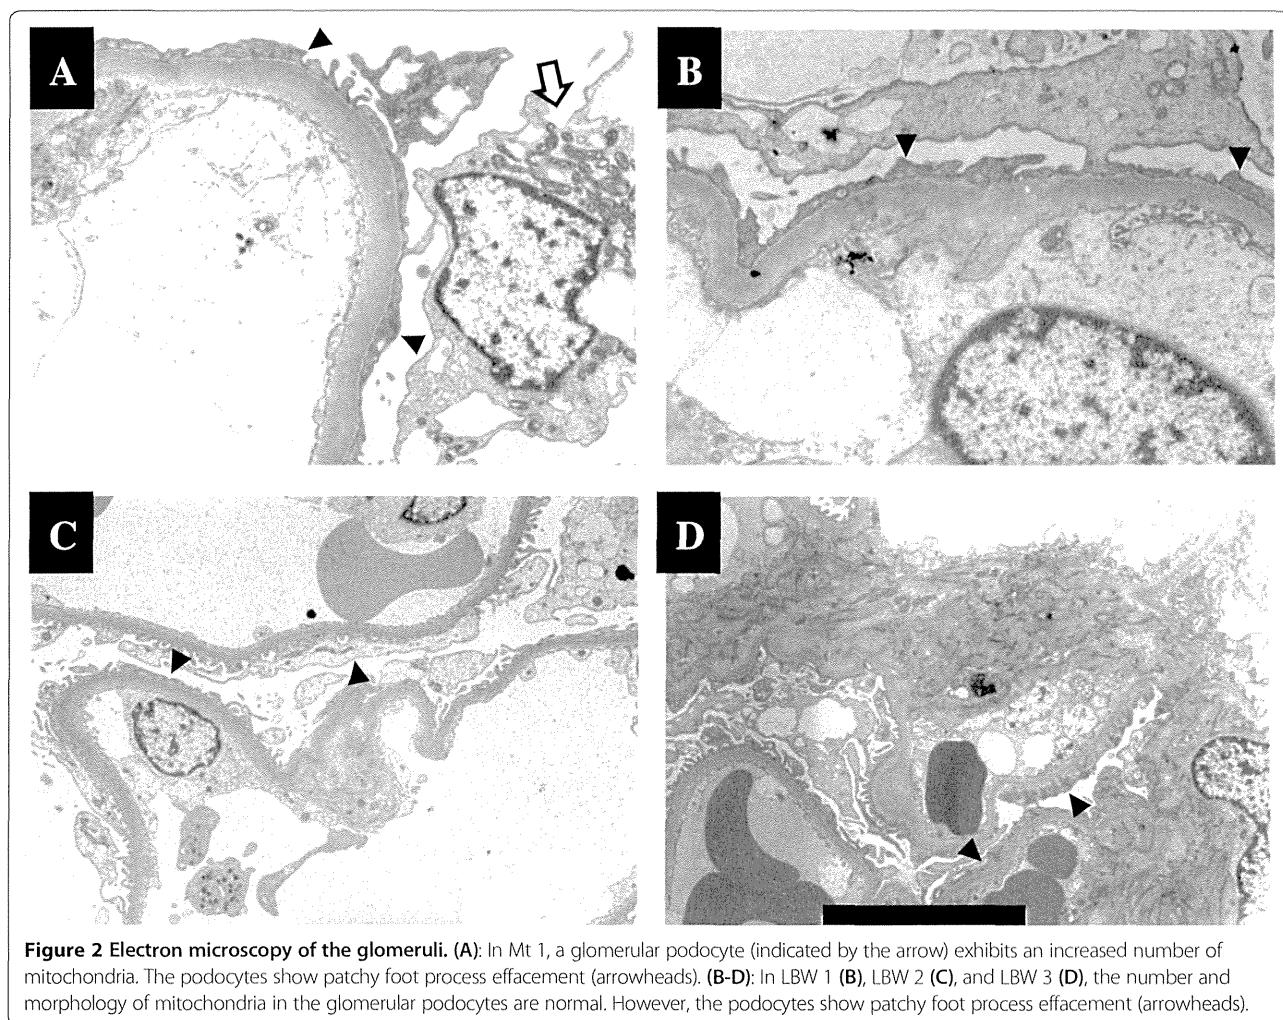 A
B
C
D
Figure 2 Electron microscopy of the glomeruli. (A): In Mt 1, a glomerular podocyte (indicated by the arrow) exhibits an increased number of
mitochondria. The podocytes show patchy foot process effacement (arrowheads). (B-D): In LBW 1 (B), LBW 2 (C), and LBW 3 (D), the number and
morphology of mitochondria in the glomerular podocytes are normal. However, the podocytes show patchy foot process effacement (arrowheads).